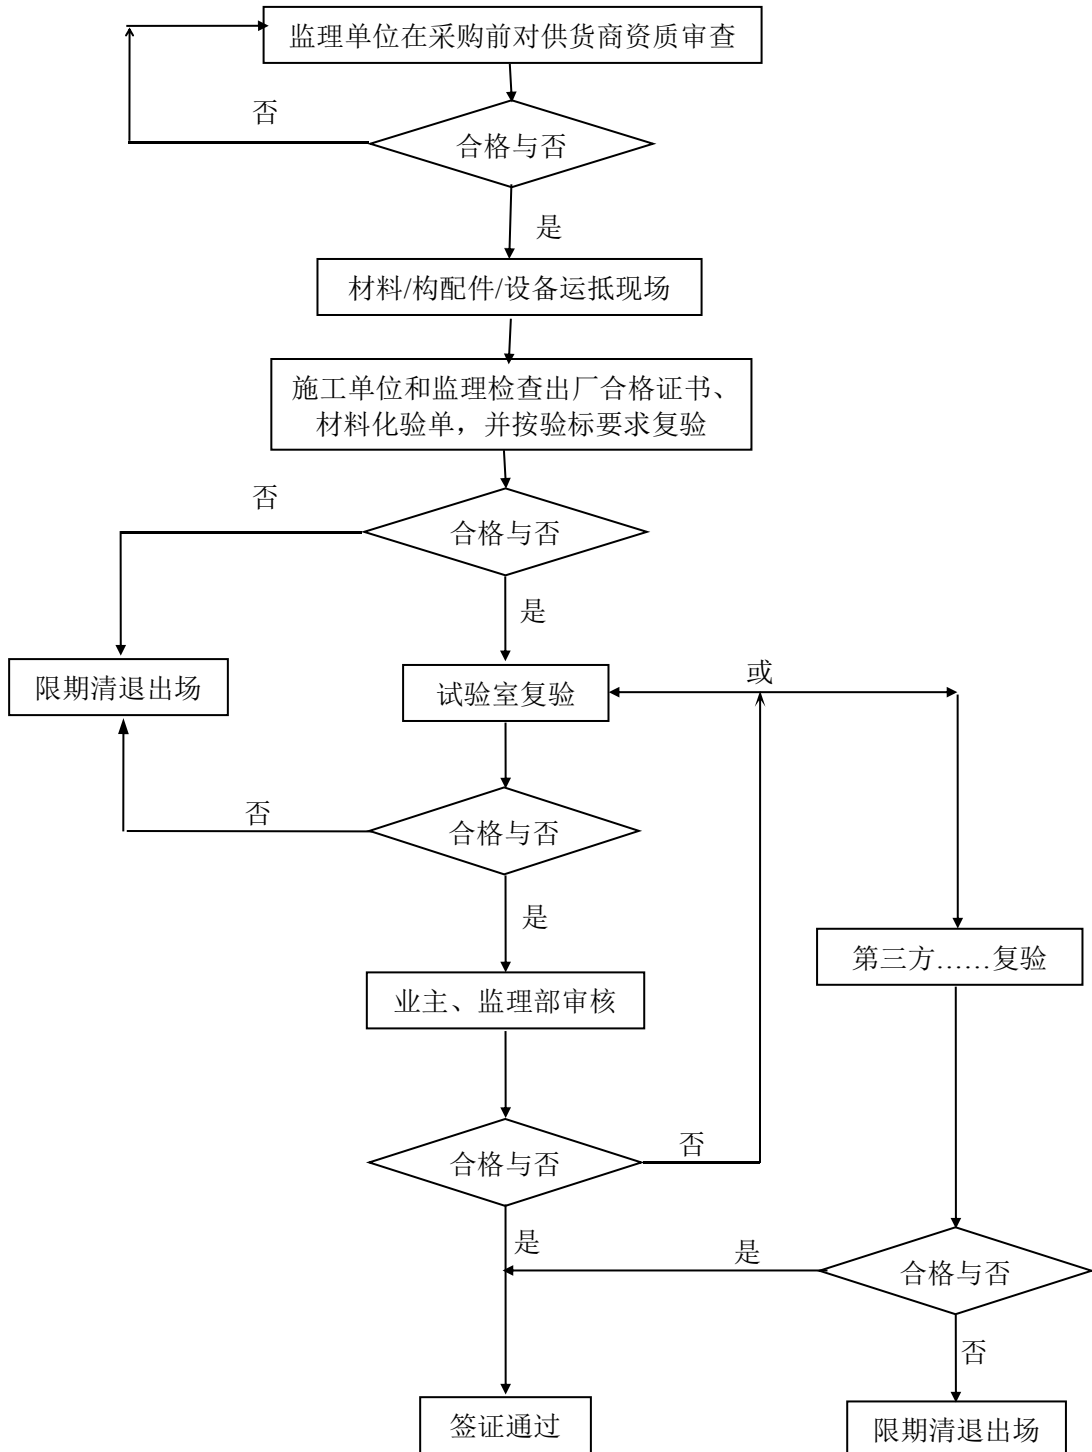 监理单位在采购前对供货商资质审查
否
合格与否
是
材料/构配件/设备运抵现场
施工单位和监理检查出厂合格证书、
材料化验单，并按验标要求复验
否
合格与否
是
限期清退出场
试验室复验
或
否
合格与否
是
第三方……复验
业主、监理部审核
否
合格与否
是
是
合格与否
否
签证通过
限期清退出场